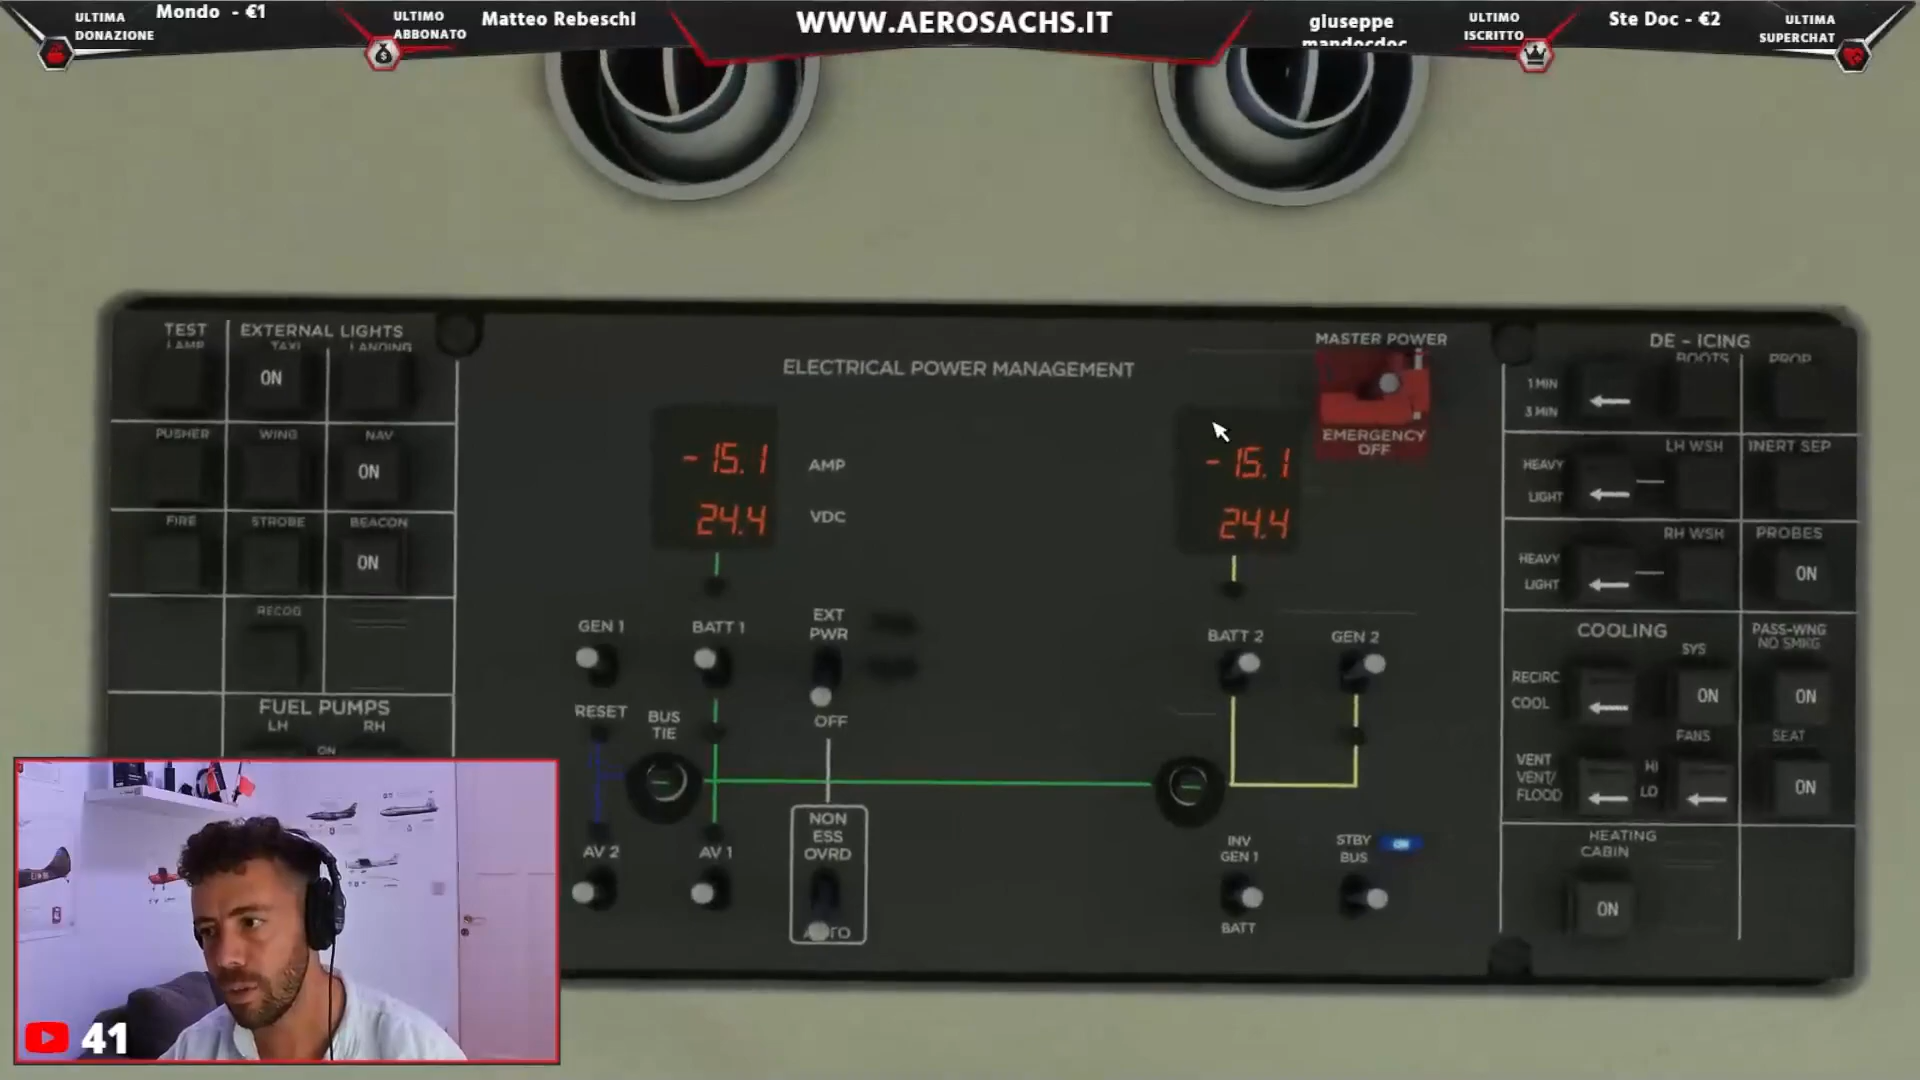 ULTIMA
DONAZIONE
Mondo - €1
ULTIMO
ABBONATO
Matteo Rebeschi
WWW.AEROSACHS.IT
giuseppe
mandocdoc
ULTIMO
ISCRITTO
Ste Doc - €2
ULTIMA
SUPERCHAT
TEST
LAMP
EXTERNAL LIGHTS
TAXI
LANDING
ON
PUSHER
WING
NAV
ON
FIRE
STROBE
BEACON
ON
RECOG
FUEL PUMPS
LH
RH
ON
ELECTRICAL POWER MANAGEMENT
-15.1
AMP
24.4
VDC
-15.1
24.4
MASTER POWER
EMERGENCY
OFF
GEN 1
BATT 1
EXT
PWR
OFF
BATT 2
GEN 2
RESET
BUS
TIE
AV 2
AV 1
NON
ESS
OVRD
AUTO
INV
GEN 1
BATT
STBY
BUS
ON
DE - ICING
BOOTS
PROP
1 MIN
3 MIN
LH WSH
INERT SEP
HEAVY
LIGHT
RH WSH
PROBES
HEAVY
LIGHT
ON
COOLING
SYS
PASS-WNG
NO SMKG
RECIRC
COOL
ON
ON
FANS
SEAT
VENT
VENT/
FLOOD
HI
LO
ON
HEATING
CABIN
ON
41